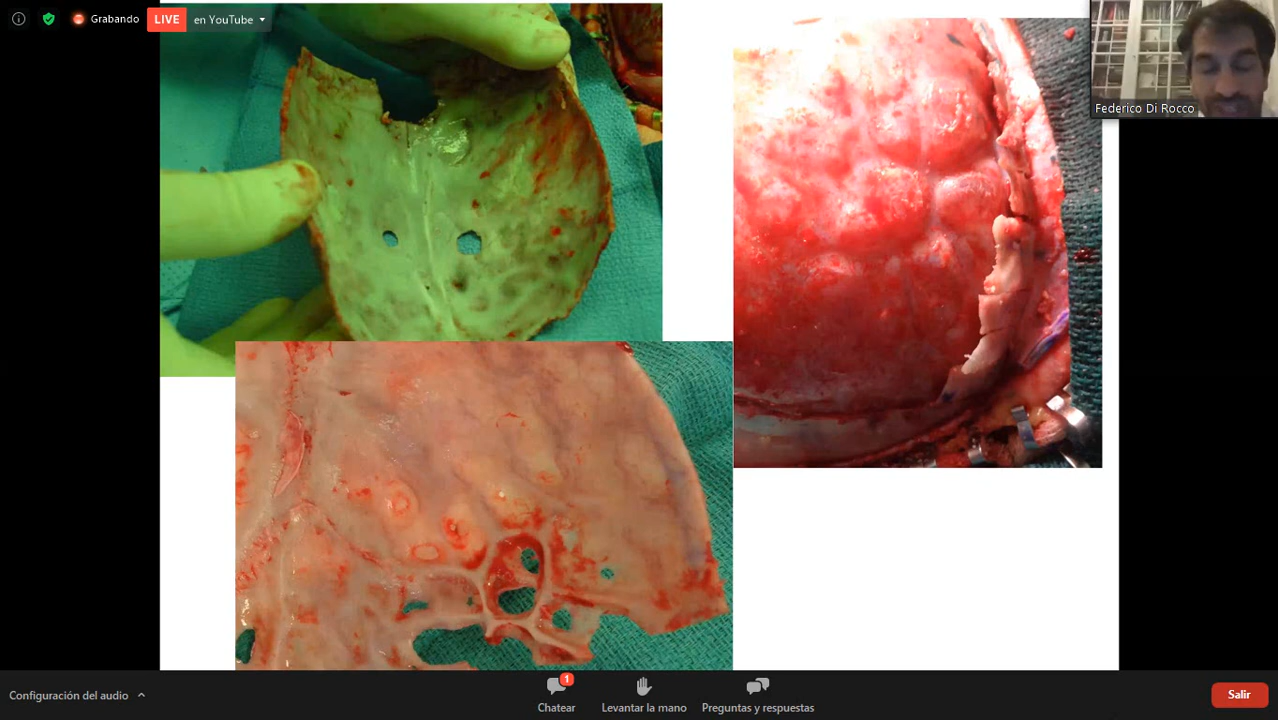 Grabando
LIVE en YouTube
Federico Di Rocco
Configuración del audio
1
Chatear
Levantar la mano
Preguntas y respuestas
Salir